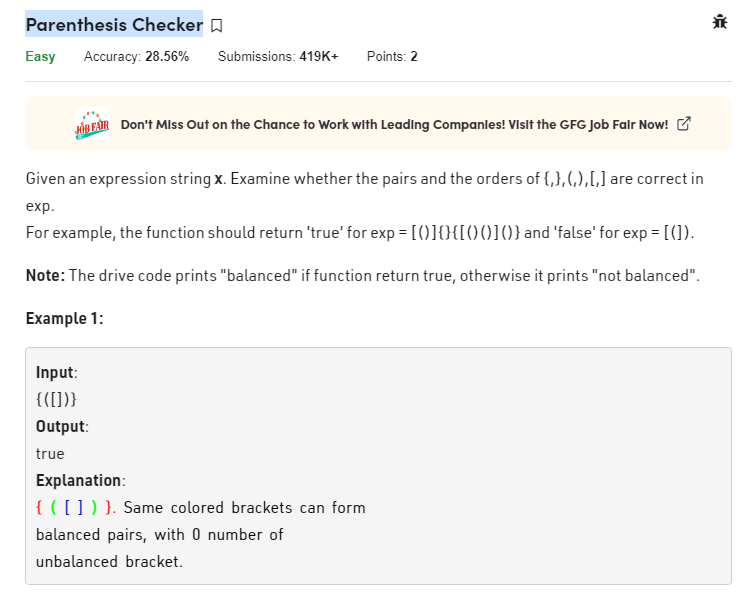 Parenthesis Checker
Easy Accuracy: 28.56% Submissions: 419K+ Points: 2
JOB FAIR Don't Miss Out on the Chance to Work with Leading Companies! Visit the GFG Job Fair Now!
Given an expression string x. Examine whether the pairs and the orders of {,},(,),[,] are correct in
exp.
For example, the function should return 'true' for exp = [()]{}{[()()]()} and 'false' for exp = [(]).
Note: The drive code prints "balanced" if function return true, otherwise it prints "not balanced".
Example 1:
Input:
{([])}
Output:
true
Explanation:
{ ( [ ] ) }. Same colored brackets can form
balanced pairs, with 0 number of
unbalanced bracket.